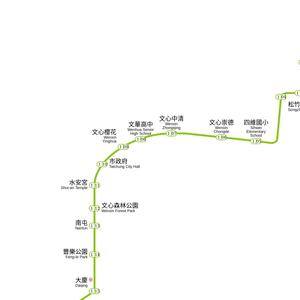 松竹
Songzh
四維國小
Sihwei
Elementary
School
文心崇德
Wenxin
Chongde
文心中清
Wenxin
Zhongqing
文華高中
Wenhua Senior
High School
文心櫻花
Wenxin
Yinghua
市政府
Taichung City Hall
水安宮
Shui-an Temple
文心森林公園
Wenxin Forest Park
南屯
Nantun
豐樂公園
Feng-le Park
大慶
Daqing